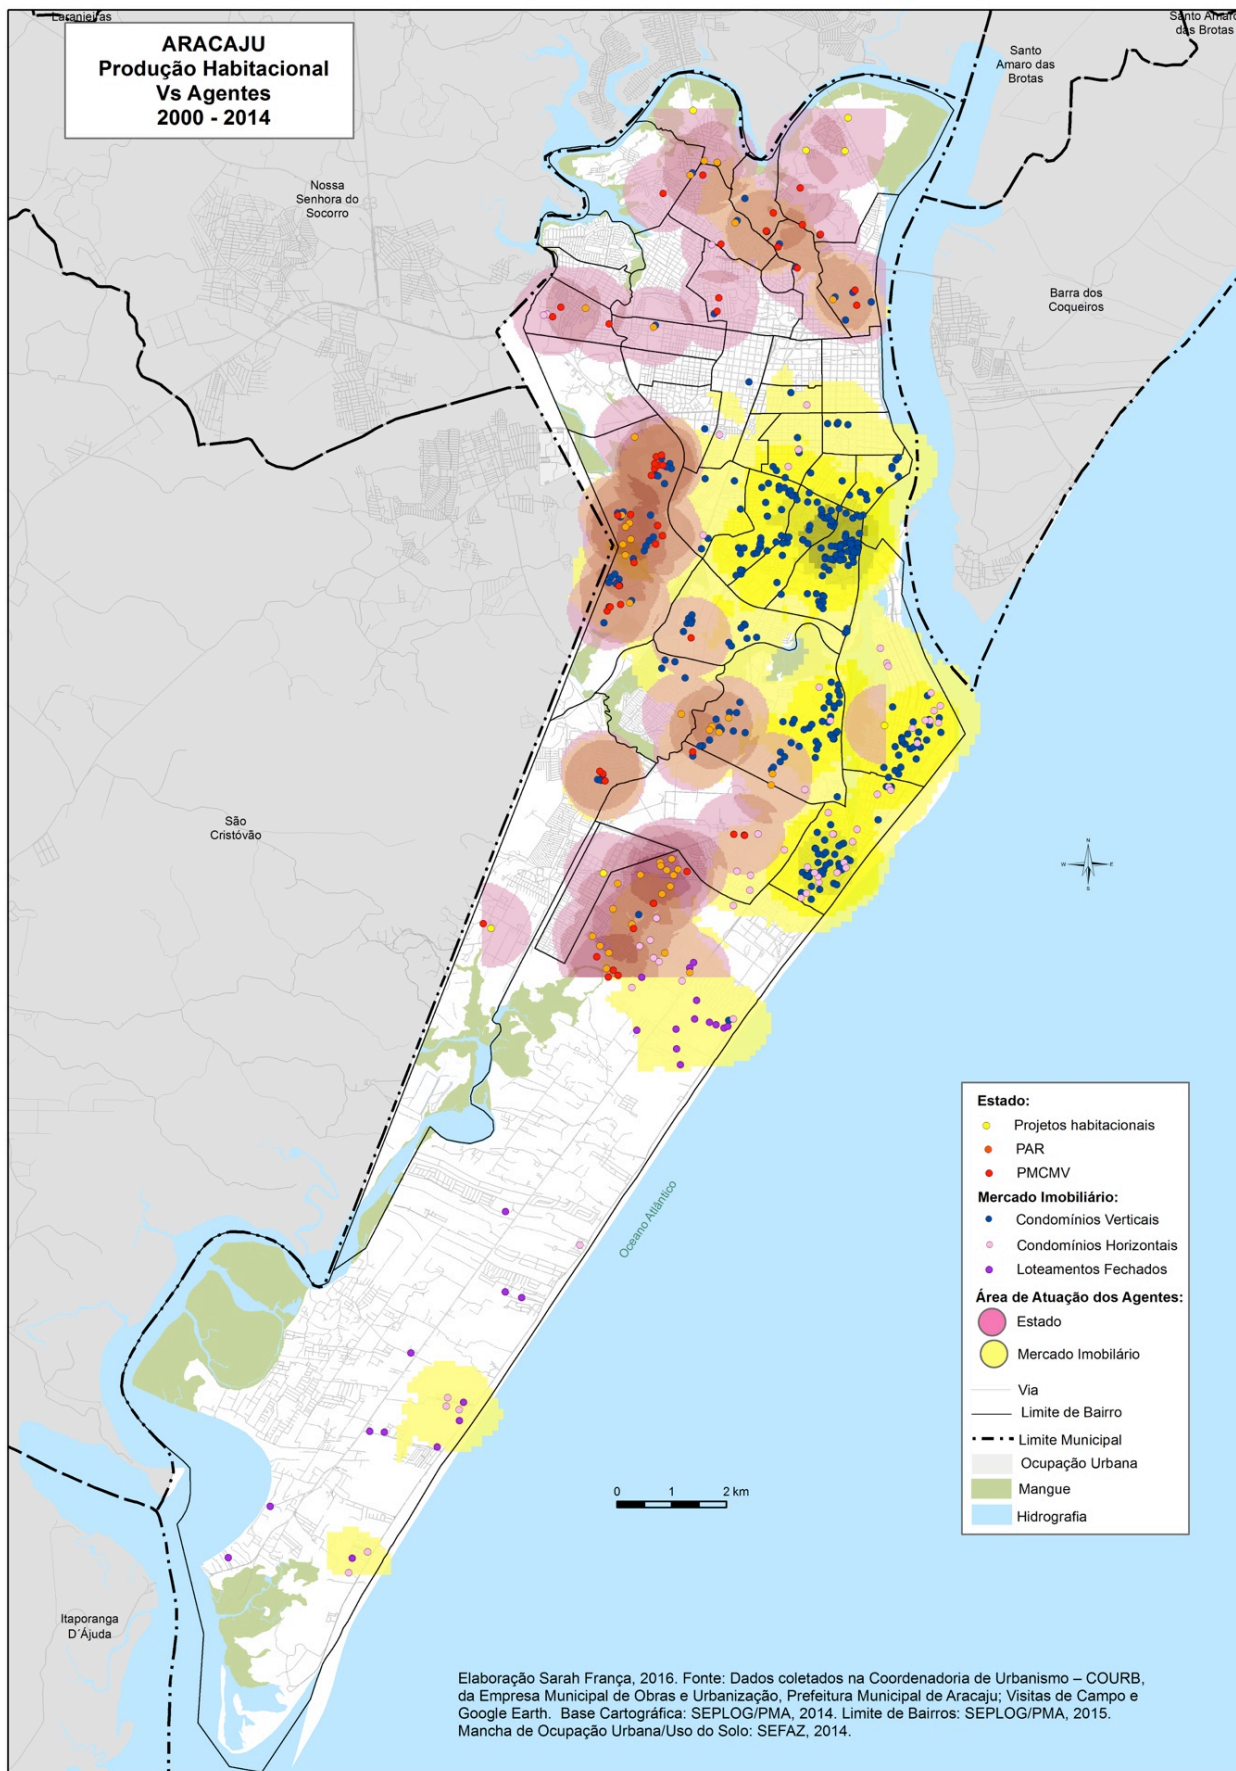 Laranjeiras
ARACAJU
Produção Habitacional
Vs Agentes
2000 - 2014
Santo Amaro
das Brotas
Santo
Amaro das
Brotas
Nossa
Senhora do
Socorro
Barra dos
Coqueiros
São
Cristóvão
N
W
E
S
Oceano Atlântico
Estado:
Projetos habitacionais
PAR
PMCMV
Mercado Imobiliário:
Condomínios Verticais
Condomínios Horizontais
Loteamentos Fechados
Área de Atuação dos Agentes:
Estado
Mercado Imobilário
Via
Limite de Bairro
Limite Municipal
Ocupação Urbana
Mangue
Hidrografia
0 1 2 km
Itaporanga
D´Ájuda
Elaboração Sarah França, 2016. Fonte: Dados coletados na Coordenadoria de Urbanismo – COURB,
da Empresa Municipal de Obras e Urbanização, Prefeitura Municipal de Aracaju; Visitas de Campo e
Google Earth. Base Cartográfica: SEPLOG/PMA, 2014. Limite de Bairros: SEPLOG/PMA, 2015.
Mancha de Ocupação Urbana/Uso do Solo: SEFAZ, 2014.